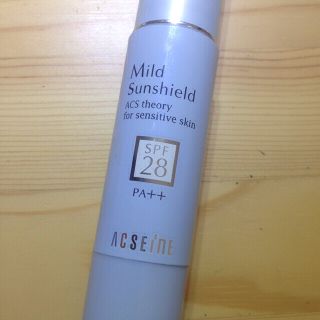 Mild
Sunshield
ACS theory
for sensitive skin
SPF
28
PA++
ACSEINE